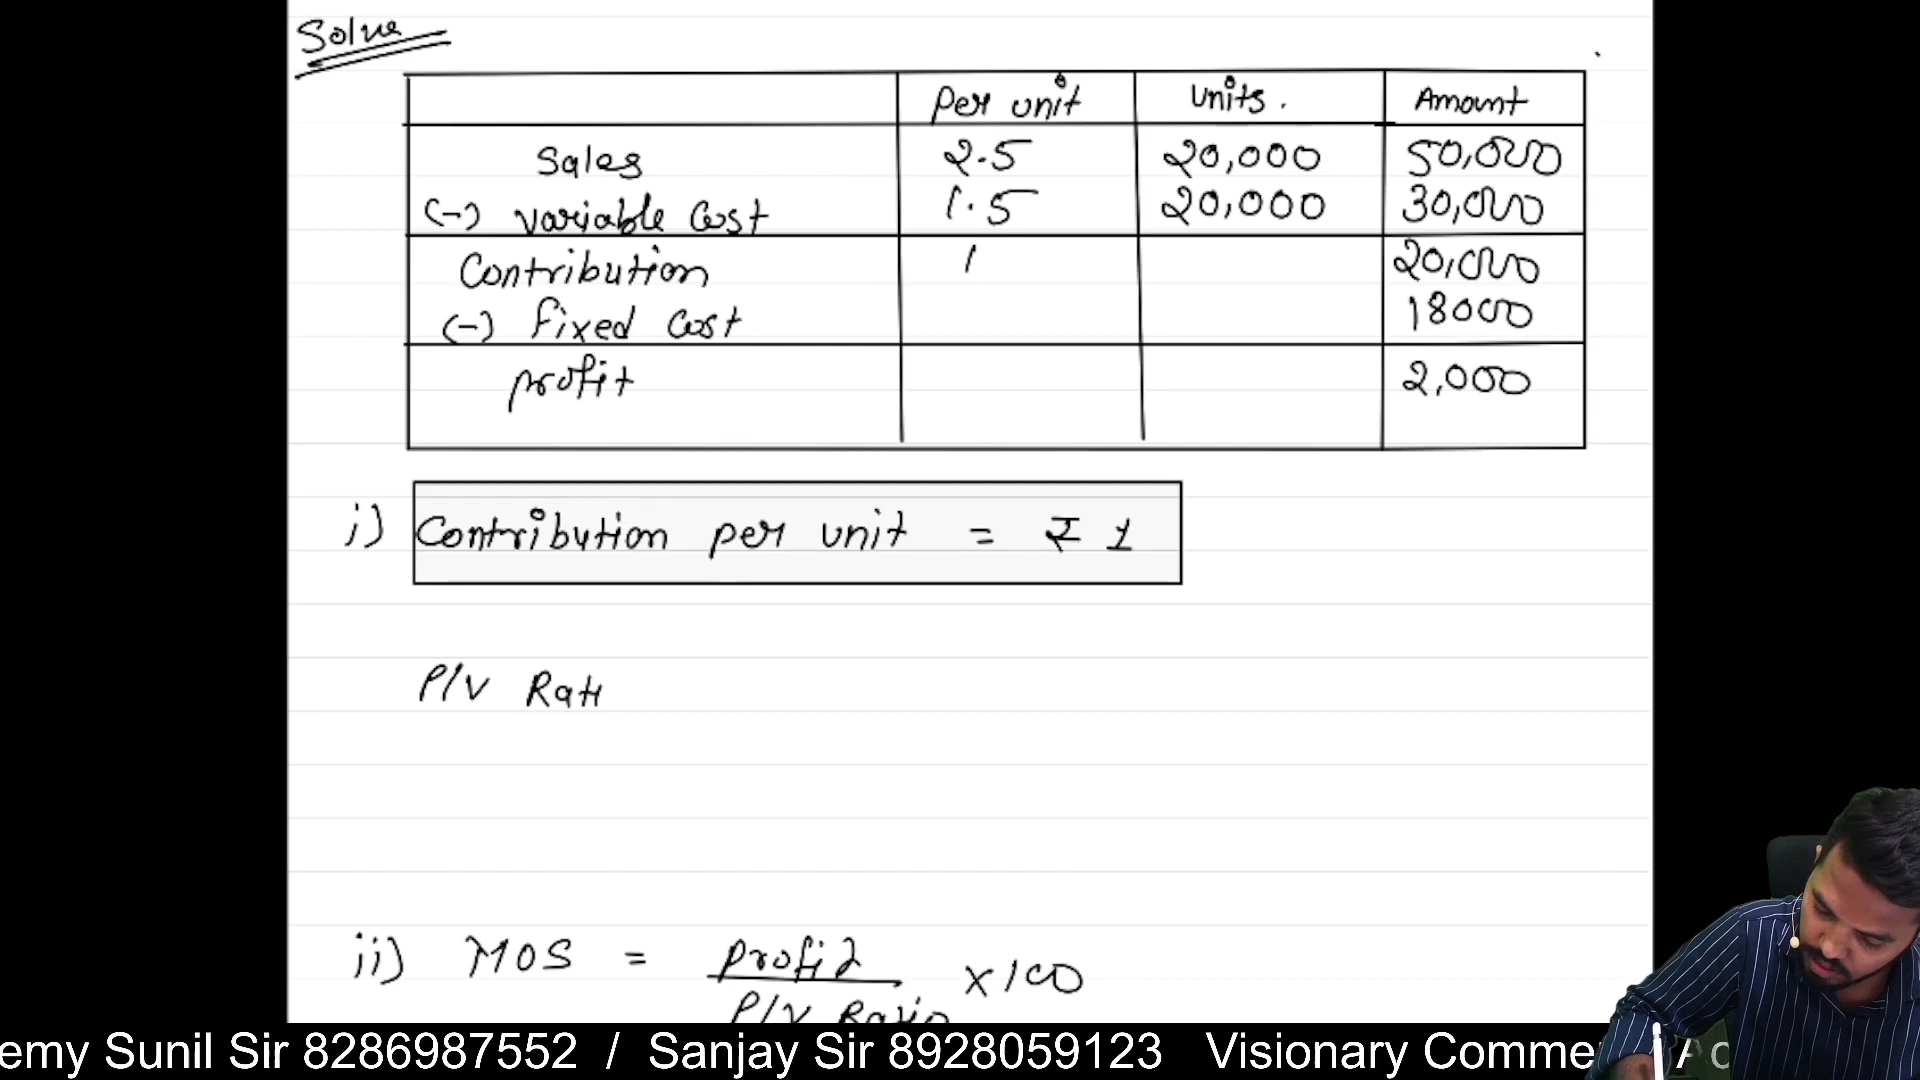 Solve
Per unit Units. Amount
Sales 2.5 20,000 50,000
(-) variable Cost 1.5 20,000 30,000
Contribution 1 20,000
(-) fixed Cost 18000
profit 2,000
i) Contribution per unit = ₹ 1
P/V Rati
ii) MOS = profit x100
P/V Ratio
emy Sunil Sir 8286987552 / Sanjay Sir 8928059123 Visionary Comme